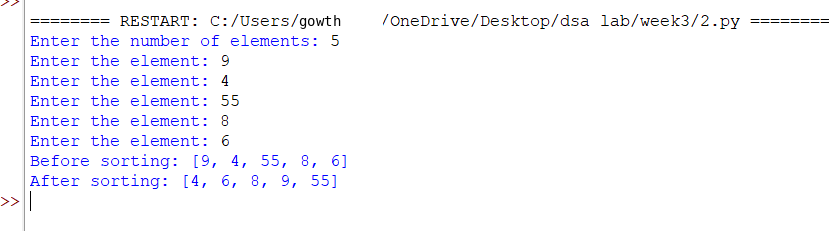 >>
======== RESTART: C:/Users/gowth /OneDrive/Desktop/dsa lab/week3/2.py ========
Enter the number of elements: 5
Enter the element: 9
Enter the element: 4
Enter the element: 55
Enter the element: 8
Enter the element: 6
Before sorting: [9, 4, 55, 8, 6]
After sorting: [4, 6, 8, 9, 55]
>>